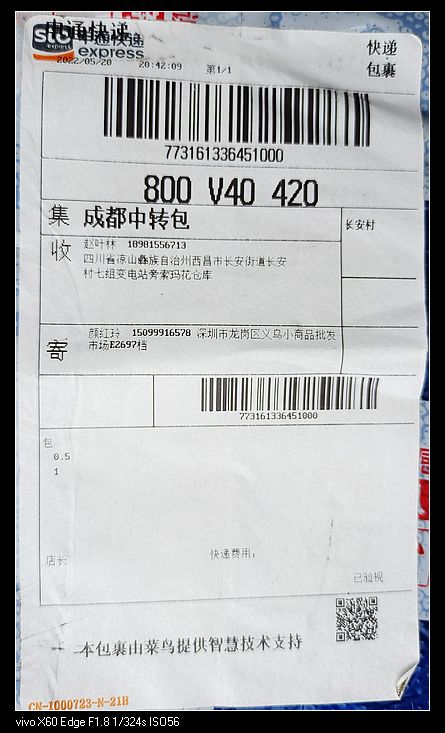 申通快递
sto express
申通快递
express
快递
包裹
2022/05/20 20:42:09 第1/1
773161336451000
800 V40 420
集 成都中转包
收
赵叶林 18981556713
四川省凉山彝族自治州西昌市长安街道长安
村七组变电站旁索玛花仓库
长安村
寄
颜红玲 15099916578 深圳市龙岗区义乌小商品批发
市场E2697档
773161336451000
包
0.5
1
店长
快递费用:
已验视
本包裹由菜鸟提供智慧技术支持
CN-1000723-N-21H
vivo X60 Edge F1.8 1/324s ISO56